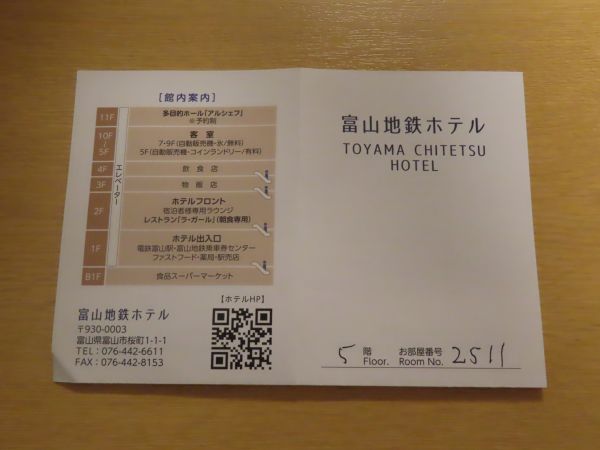 [館内案内]
11F
多目的ホール「アルシェフ」
※予約制
10F
5F
客室
7・9F(自動販売機・氷/無料)
5F(自動販売機・コインランドリー/有料)
エレベーター
4F
飲食店
3F
物販店
2F
ホテルフロント
宿泊者様専用ラウンジ
レストラン「ラ・ガール」(朝食専用)
1F
ホテル出入口
電鉄富山駅・富山地鉄乗車券センター
ファストフード・薬局・駅売店
B1F
食品スーパーマーケット
富山地鉄ホテル
〒930-0003
富山県富山市桜町1-1-1
TEL：076-442-6611
FAX：076-442-8153
【ホテルHP】
富山地鉄ホテル
TOYAMA CHITETSU
HOTEL
5 階 お部屋番号 2511
Floor. Room No.